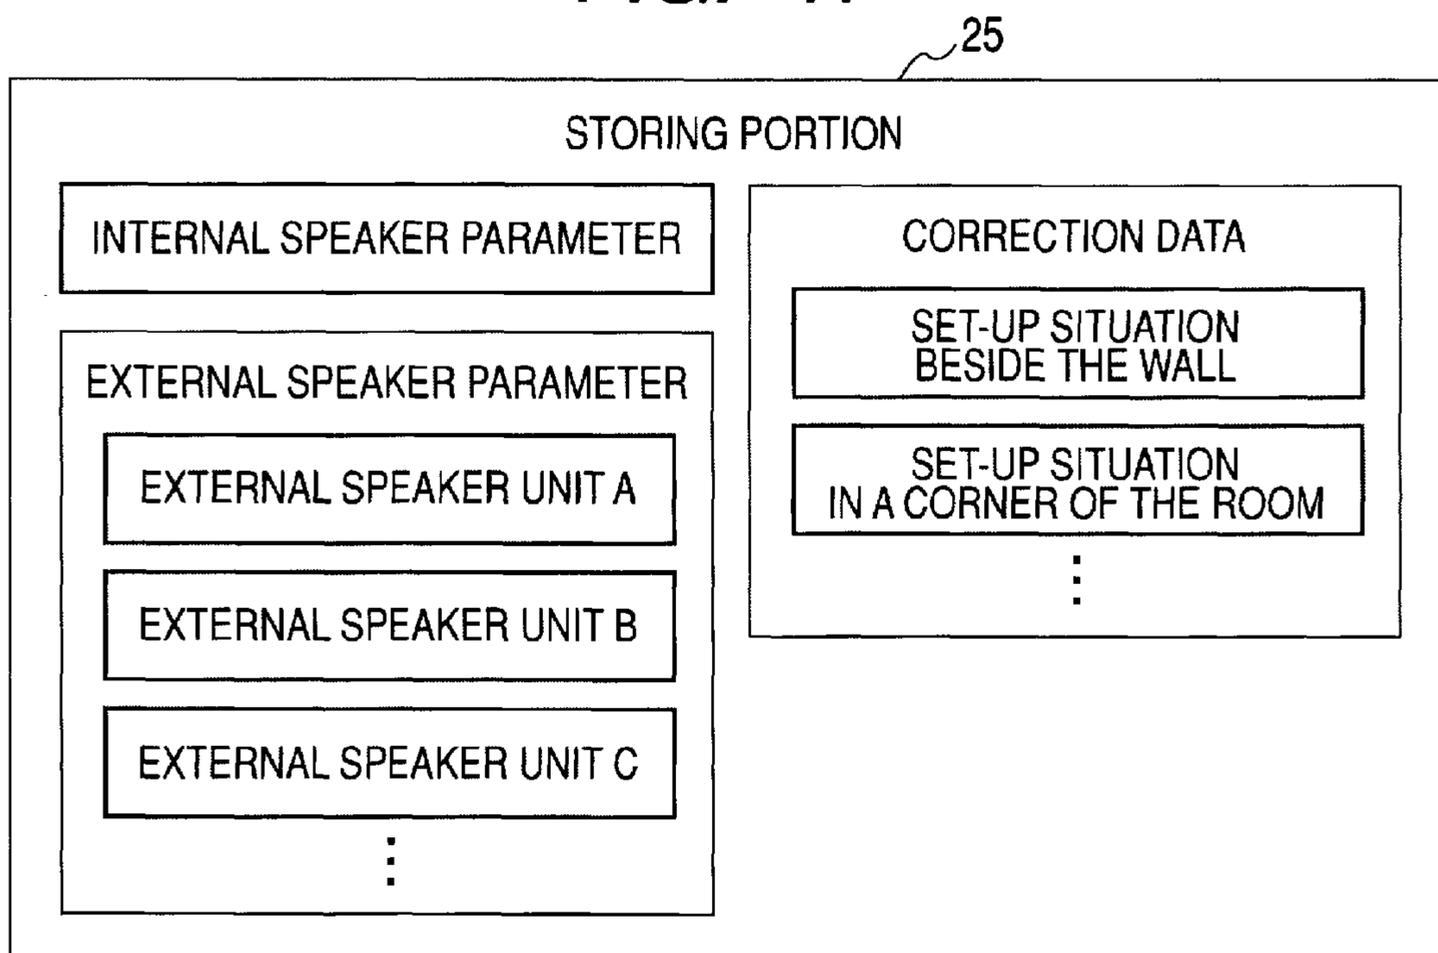 25
STORING PORTION
INTERNAL SPEAKER PARAMETER
EXTERNAL SPEAKER PARAMETER
EXTERNAL SPEAKER UNIT A
EXTERNAL SPEAKER UNIT B
EXTERNAL SPEAKER UNIT C
CORRECTION DATA
SET-UP SITUATION
BESIDE THE WALL
SET-UP SITUATION
IN A CORNER OF THE ROOM